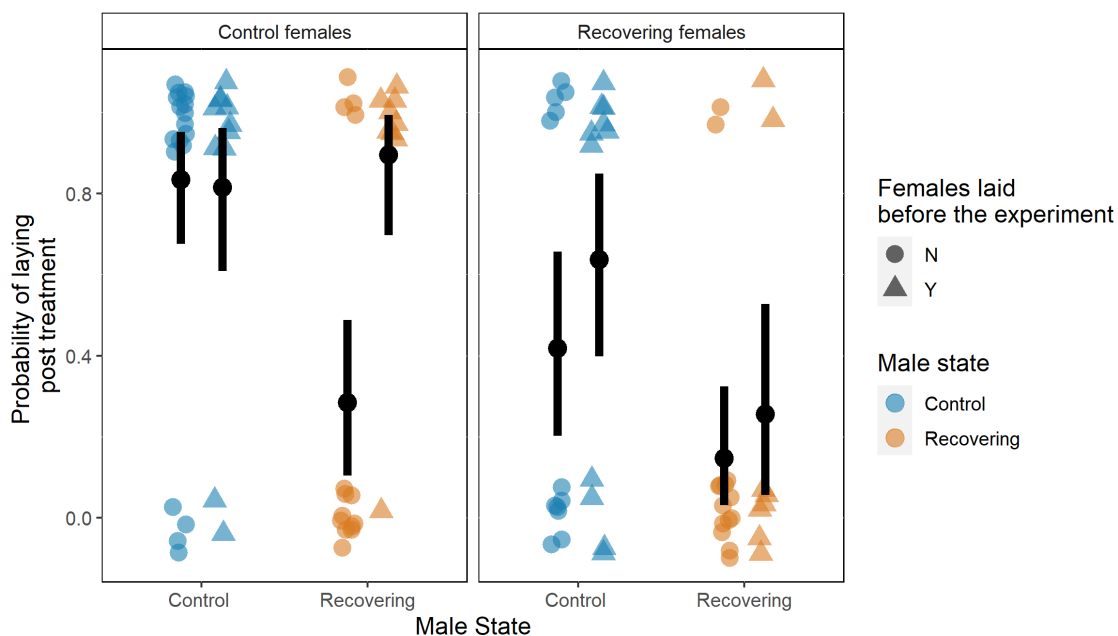 Control females
Recovering females
Probability of laying
post treatment
0.8
0.4
0.0
Control
Recovering
Control
Recovering
Male State
Females laid
before the experiment
N
Y
Male state
Control
Recovering